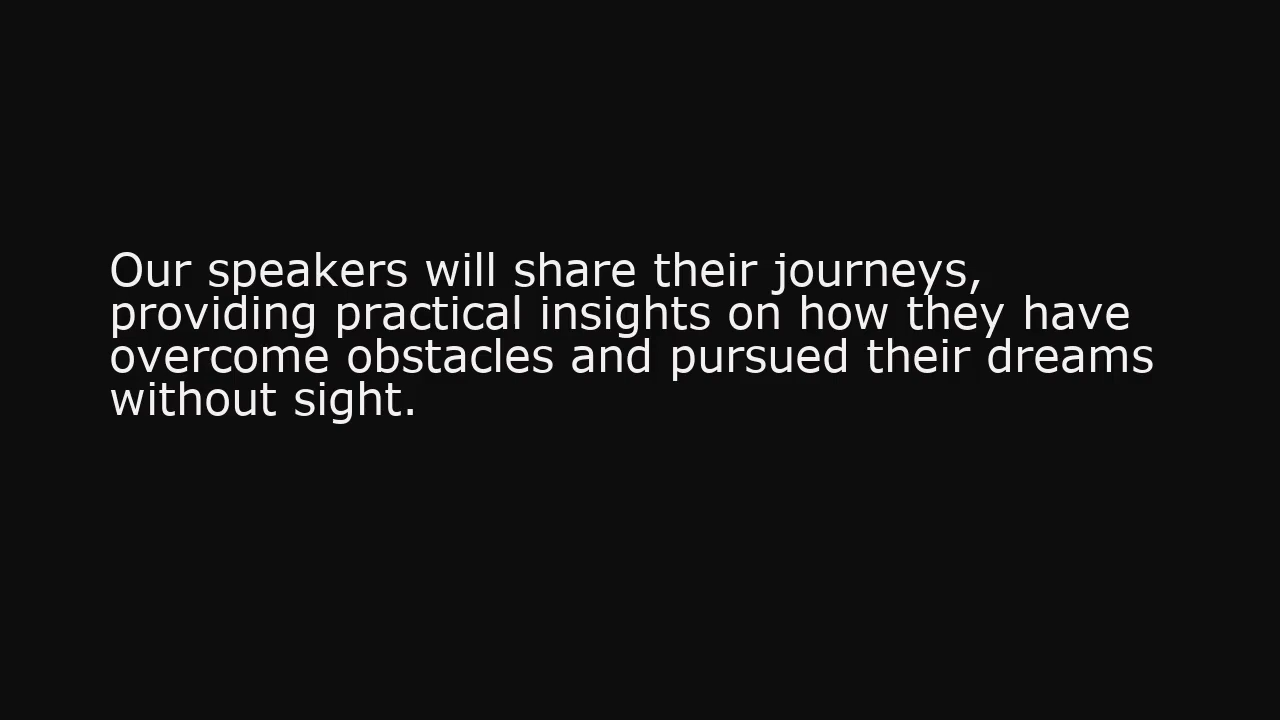 Our speakers will share their journeys,
providing practical insights on how they have
overcome obstacles and pursued their dreams
without sight.